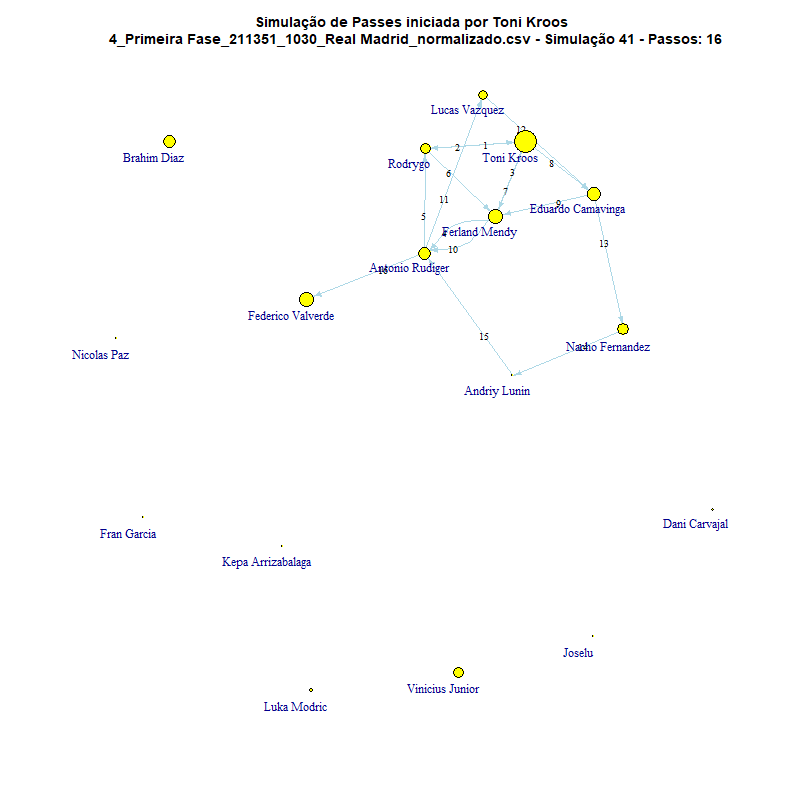 Simulação de Passes iniciada por Toni Kroos
4_Primeira Fase_211351_1030_Real Madrid_normalizado.csv - Simulação 41 - Passos: 16
Lucas Vazquez
12
Brahim Diaz
2
1
Toni Kroos
Rodrygo
8
6
3
7
11
9
Eduardo Camavinga
5
4
Ferland Mendy
10
13
Antonio Rudiger
16
Federico Valverde
15
Nacho Fernandez
14
Nicolas Paz
Andriy Lunin
Dani Carvajal
Fran Garcia
Kepa Arrizabalaga
Joselu
Vinicius Junior
Luka Modric